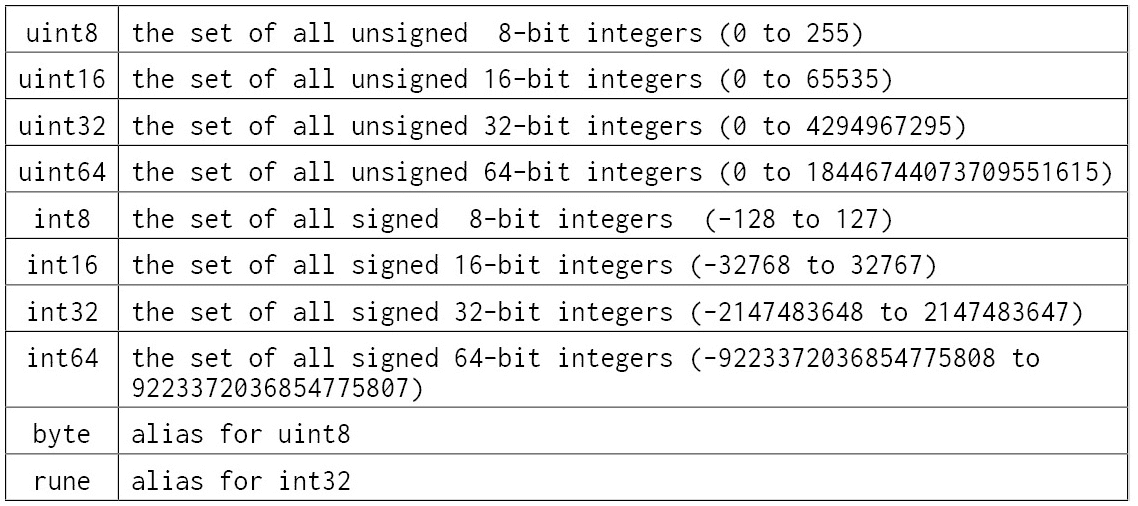 uint8 the set of all unsigned  8-bit integers (0 to 255)
uint16 the set of all unsigned 16-bit integers (0 to 65535)
uint32 the set of all unsigned 32-bit integers (0 to 4294967295)
uint64 the set of all unsigned 64-bit integers (0 to 18446744073709551615)
int8 the set of all signed  8-bit integers  (-128 to 127)
int16 the set of all signed 16-bit integers (-32768 to 32767)
int32 the set of all signed 32-bit integers (-2147483648 to 2147483647)
int64 the set of all signed 64-bit integers (-9223372036854775808 to
9223372036854775807)
byte alias for uint8
rune alias for int32